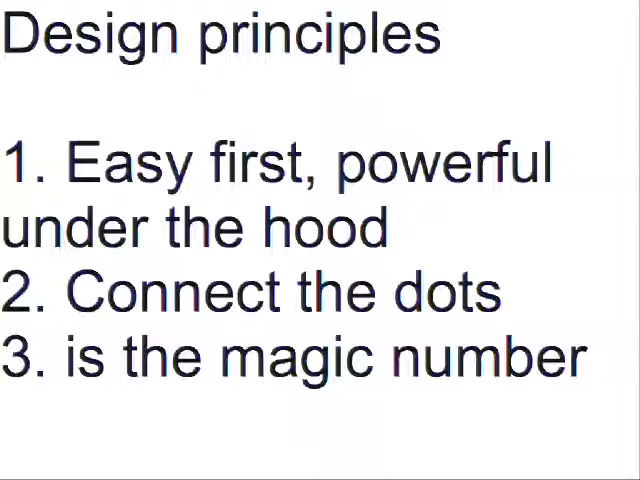 Design principles
1. Easy first, powerful
under the hood
2. Connect the dots
3. is the magic number